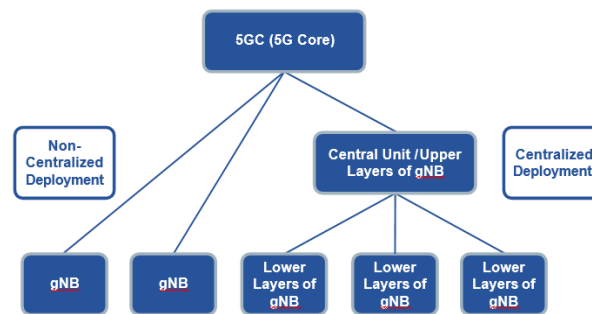 5GC (5G Core)
Non-
Centralized
Deployment
Central Unit /Upper
Layers of gNB
Centralized
Deployment
gNB
gNB
Lower
Layers of
gNB
Lower
Layers of
gNB
Lower
Layers of
gNB